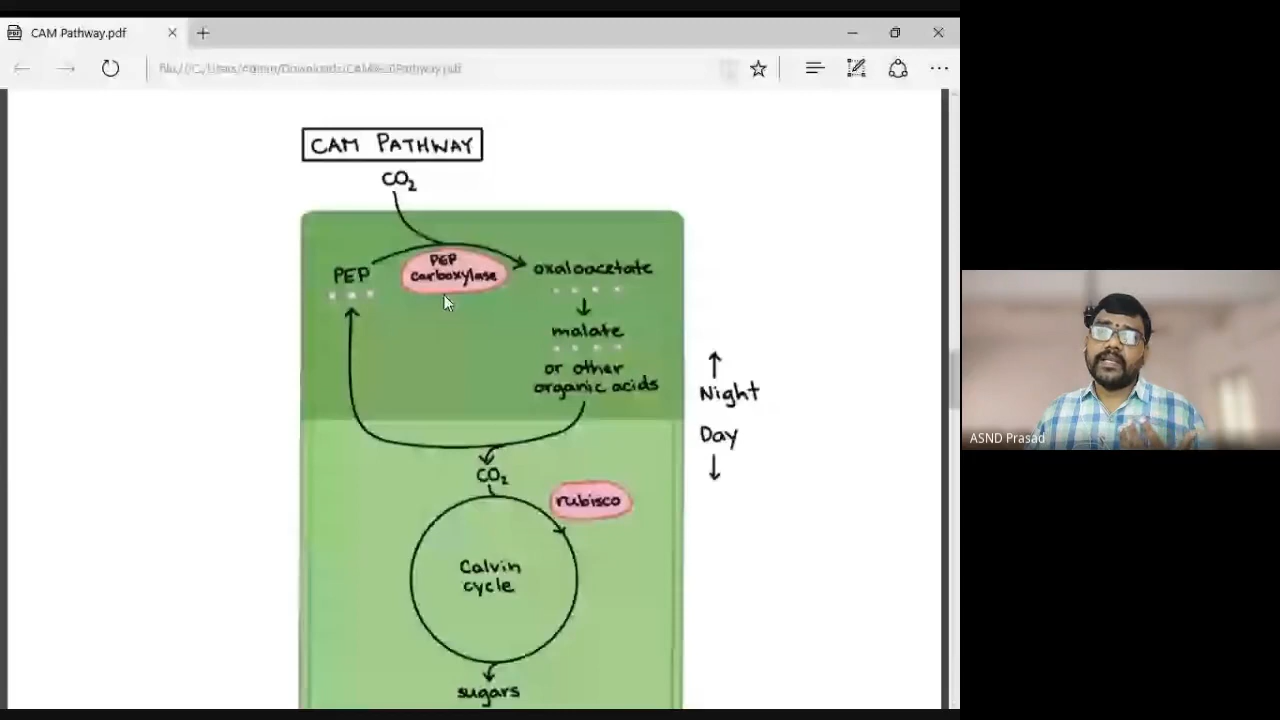 CAM Pathway.pdf
CAM PATHWAY
CO₂
PEP
PEP
carboxylase
oxaloacetate
malate
or other
organic acids
Night
Day
CO₂
rubisco
Calvin
cycle
sugars
ASND Prasad